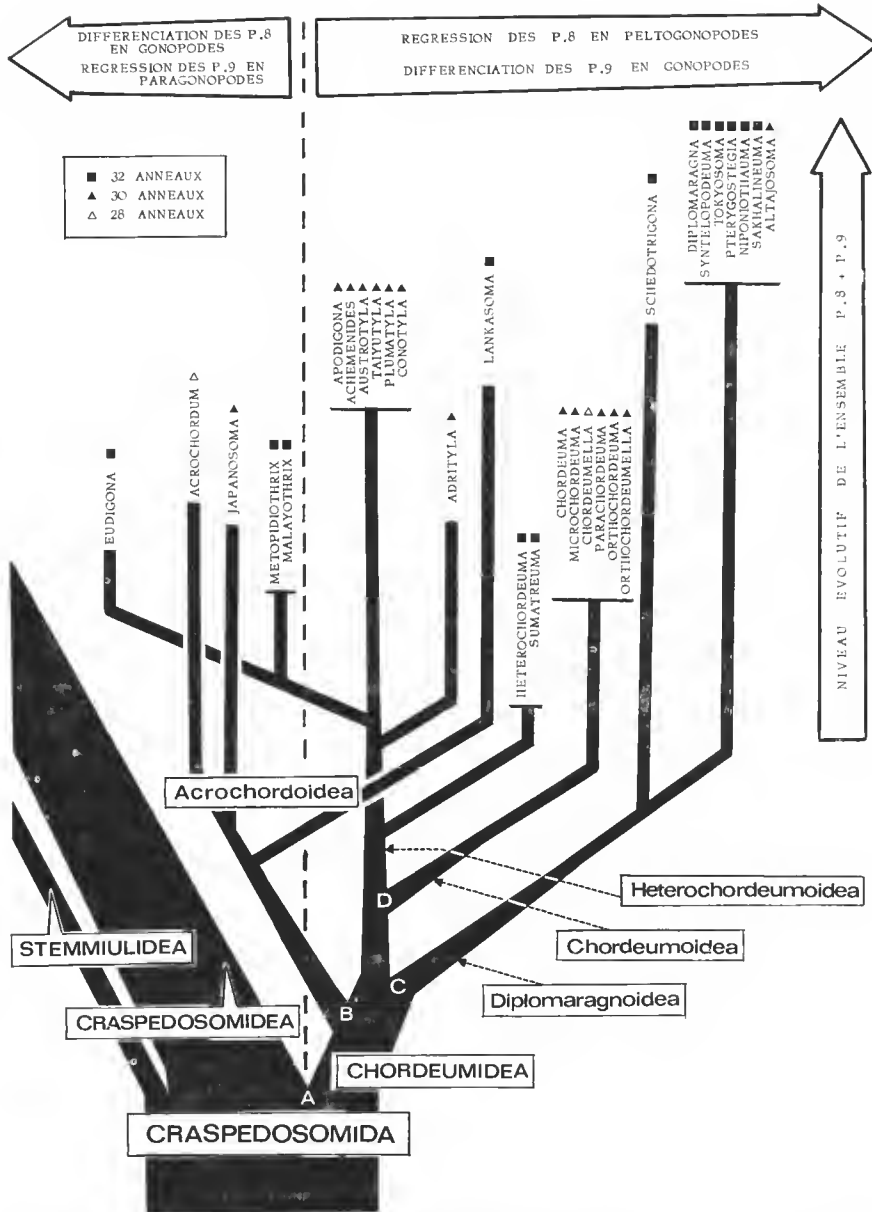 DIFFERENCIATION DES P.8
EN GONOPODES
REGRESSION DES P.9 EN
PARAGONOPODES
REGRESSION DES P.8 EN PELTOGONOPODES
DIFFERENCIATION DES P.9 EN GONOPODES
■ 32 ANNEAUX
▲ 30 ANNEAUX
△ 28 ANNEAUX
NIVEAU EVOLUTIF DE L'ENSEMBLE P.8 + P.9
EUDIGONA ■
ACROCHORDUM △
JAPANOSOMA ▲
METOPIDIOTHRIX ■
MALAYOTHRIX ■
APODIGONA ▲
ACHEMENIDES ▲
AUSTROTYLA ▲
TAIYUTYLA ▲
PLUMATYLA ▲
CONOTYLA ▲
ADRITYLA ▲
LANKASOMA ■
HETEROCHORDEUMA ■
SUMATREUMA ■
CHORDEUMA ▲
MICROCHORDEUMA ▲
CHORDEUMELLA △
PARACHORDEUMA ▲
ORTHOCHORDEUMA ▲
ORTHOCHORDEUMELLA ▲
SCHEDOTRIGONA ■
DIPLOMARAGNA ■
SYNTELOPODEUMA ■
TOKYOSOMA ■
PTERYGOSTEGIA ■
NIPONIOTHAUMA ■
SAKHALINEUMA ■
ALTAJOSOMA ▲
Acrochordoidea
Heterochordeumoidea
D
STEMMIULIDEA
Chordeumoidea
C
Diplomaragnoidea
CRASPEDOSOMIDEA
B
CHORDEUMIDEA
A
CRASPEDOSOMIDA